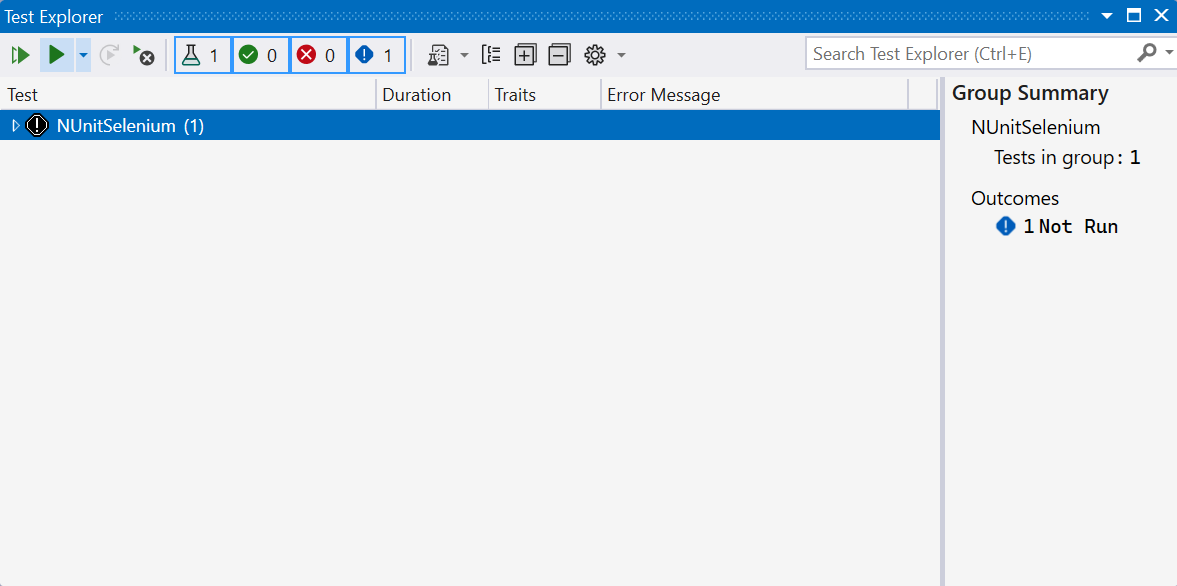 Test Explorer
1 0 0 1
Search Test Explorer (Ctrl+E)
Test Duration Traits Error Message
NUnitSelenium (1)
Group Summary
NUnitSelenium
Tests in group: 1
Outcomes
1 Not Run